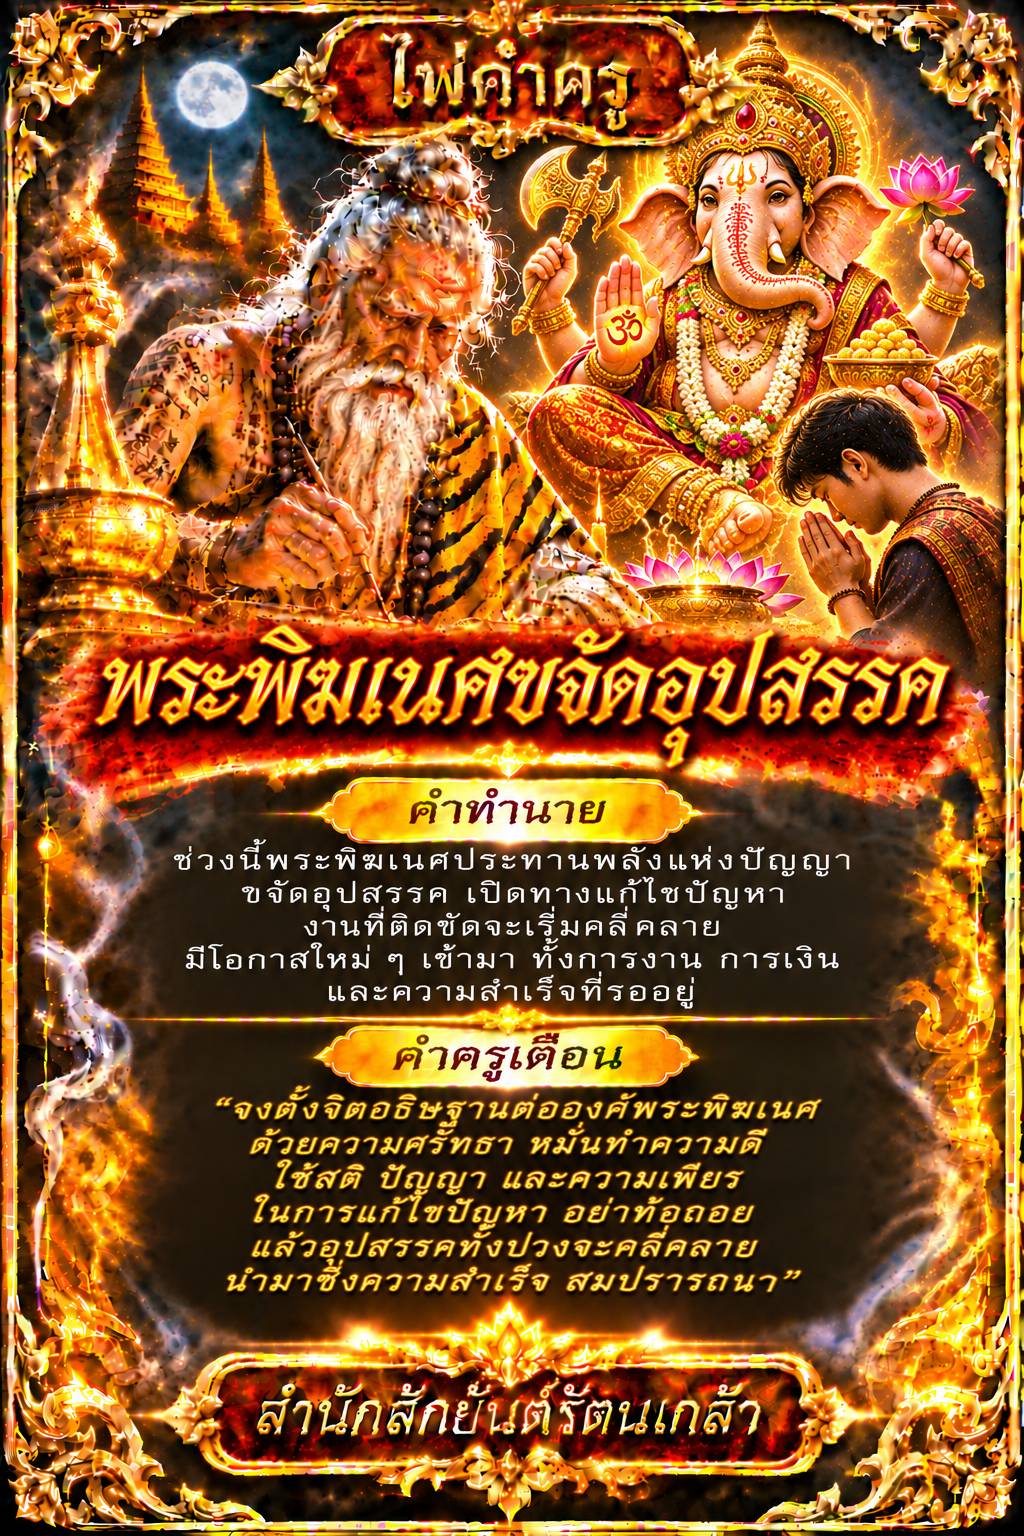 ไพ่คำครู
พระพิฆเนศขจัดอุปสรรค
คำทำนาย
ช่วงนี้พระพิฆเนศประทานพลังแห่งปัญญา
ขจัดอุปสรรค เปิดทางแก้ไขปัญหา
งานที่ติดขัดจะเริ่มคลี่คลาย
มีโอกาสใหม่ ๆ เข้ามา ทั้งการงาน การเงิน
และความสำเร็จที่รออยู่
คำครูเตือน
“จงตั้งจิตอธิษฐานต่อองค์พระพิฆเนศ
ด้วยความศรัทธา หมั่นทำความดี
ใช้สติ ปัญญา และความเพียร
ในการแก้ไขปัญหา อย่าท้อถอย
แล้วอุปสรรคทั้งปวงจะคลี่คลาย
นำมาซึ่งความสำเร็จ สมปรารถนา”
สำนักสักยันต์รัตนเกล้า